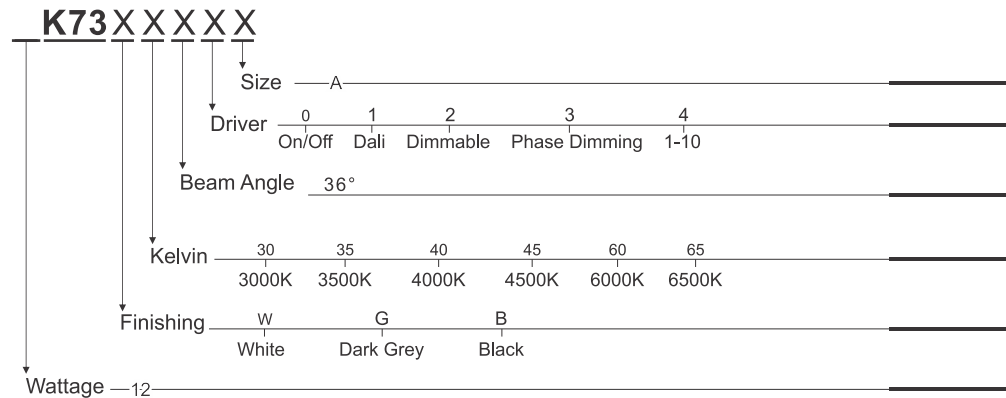 K73XXXXX
Size A
0 1 2 3 4
Driver
On/Off Dali Dimmable Phase Dimming 1-10
Beam Angle 36°
30 35 40 45 60 65
Kelvin
3000K 3500K 4000K 4500K 6000K 6500K
W G B
Finishing
White Dark Grey Black
Wattage 12